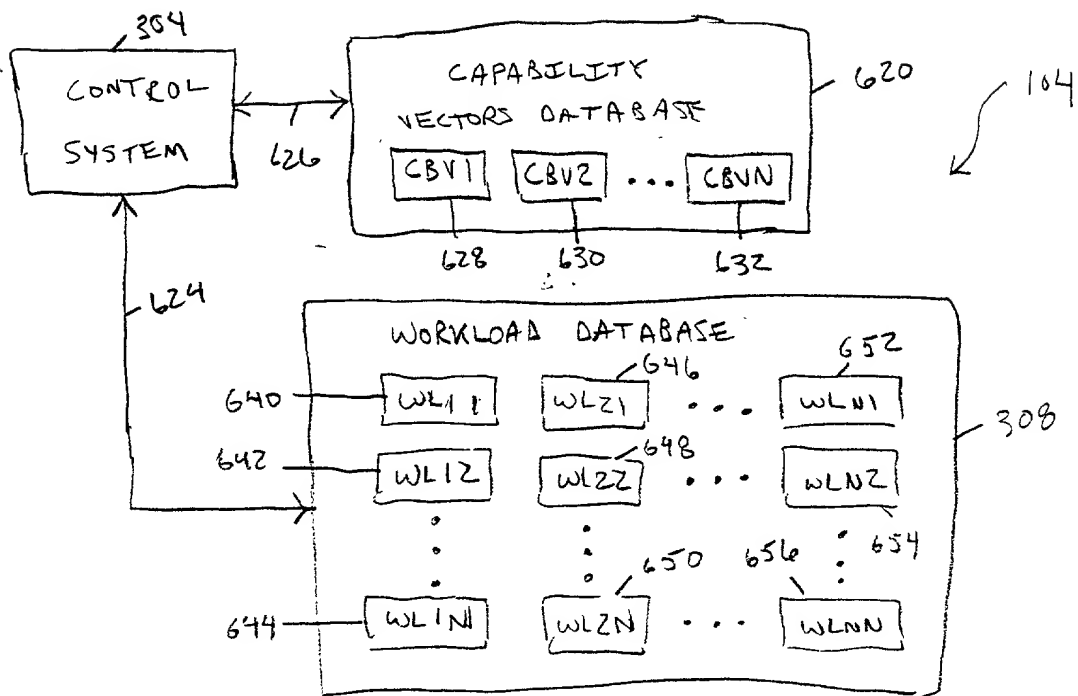 304
CONTROL
SYSTEM
626
CAPABILITY
VECTORS DATABASE
CBV1 CBV2 ... CBVN
628 630 632
620
104
624
WORKLOAD DATABASE
640 WL11 WL21 646 ... WLN1 652
308
642 WL12 WL22 648 ... WLN2 654
644 WL1N WL2N 650 ... WLNN 656